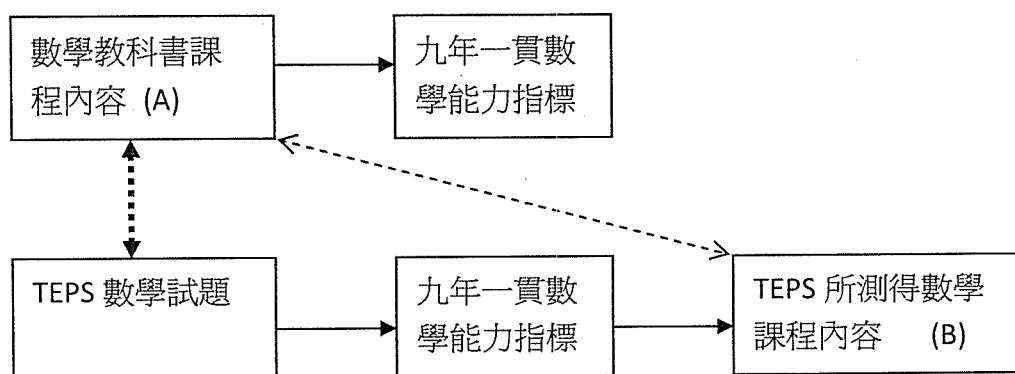 數學教科書課
程內容 (A)
九年一貫數
學能力指標
TEPS 數學試題
九年一貫數
學能力指標
TEPS 所測得數學
課程內容 (B)